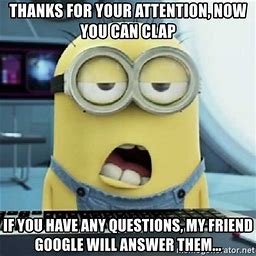 THANKS FOR YOUR ATTENTION, NOW
YOU CAN CLAP
IF YOU HAVE ANY QUESTIONS, MY FRIEND
GOOGLE WILL ANSWER THEM...